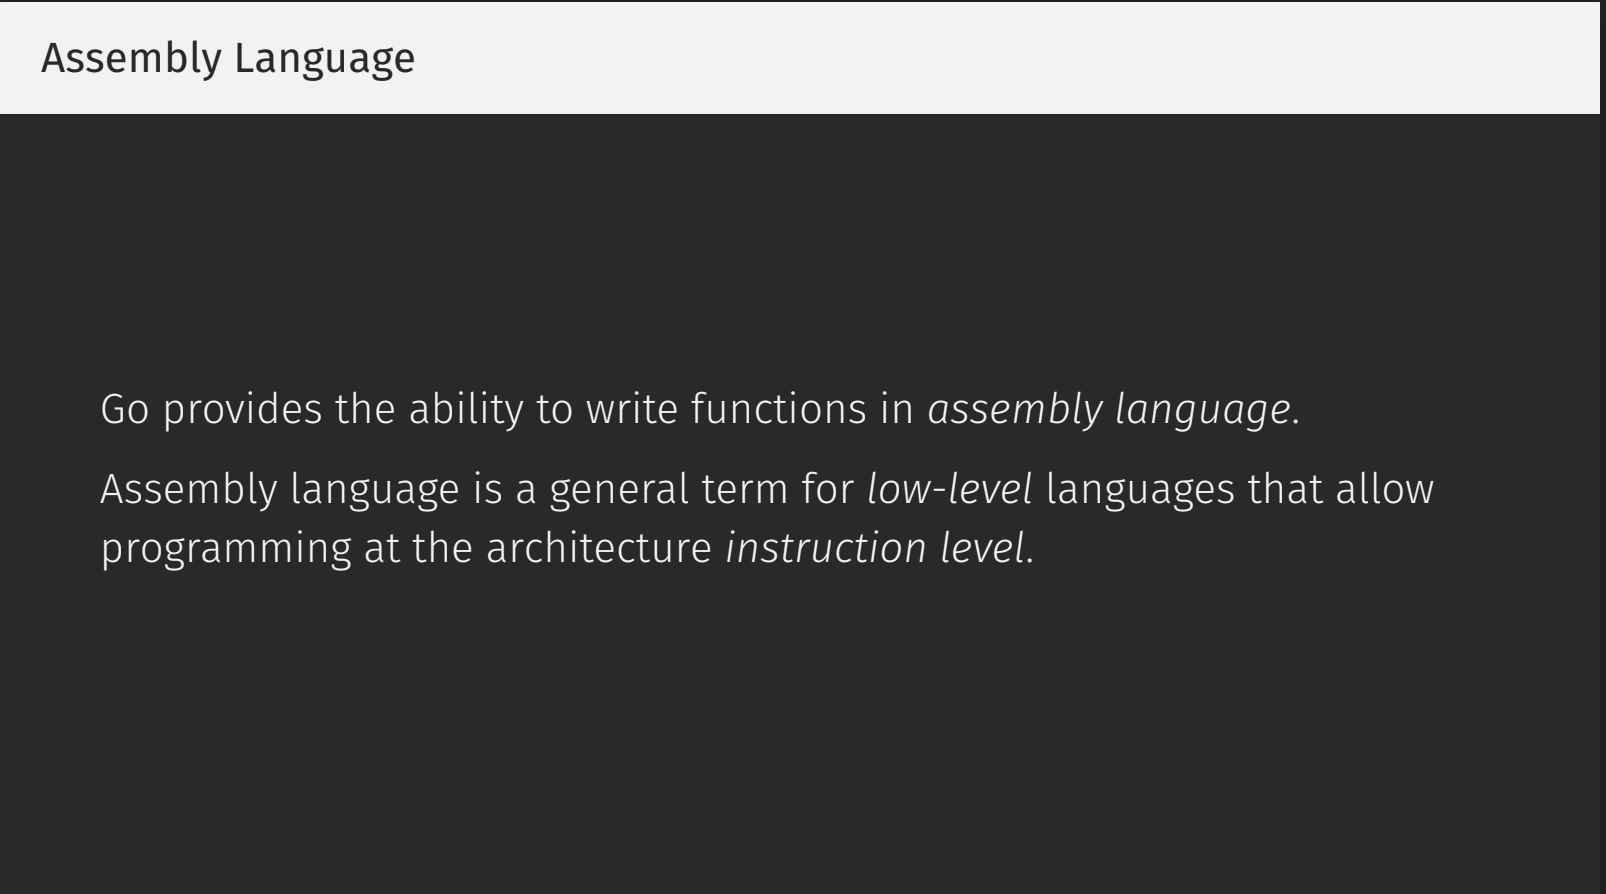 Assembly Language
Go provides the ability to write functions in assembly language.
Assembly language is a general term for low-level languages that allow
programming at the architecture instruction level.